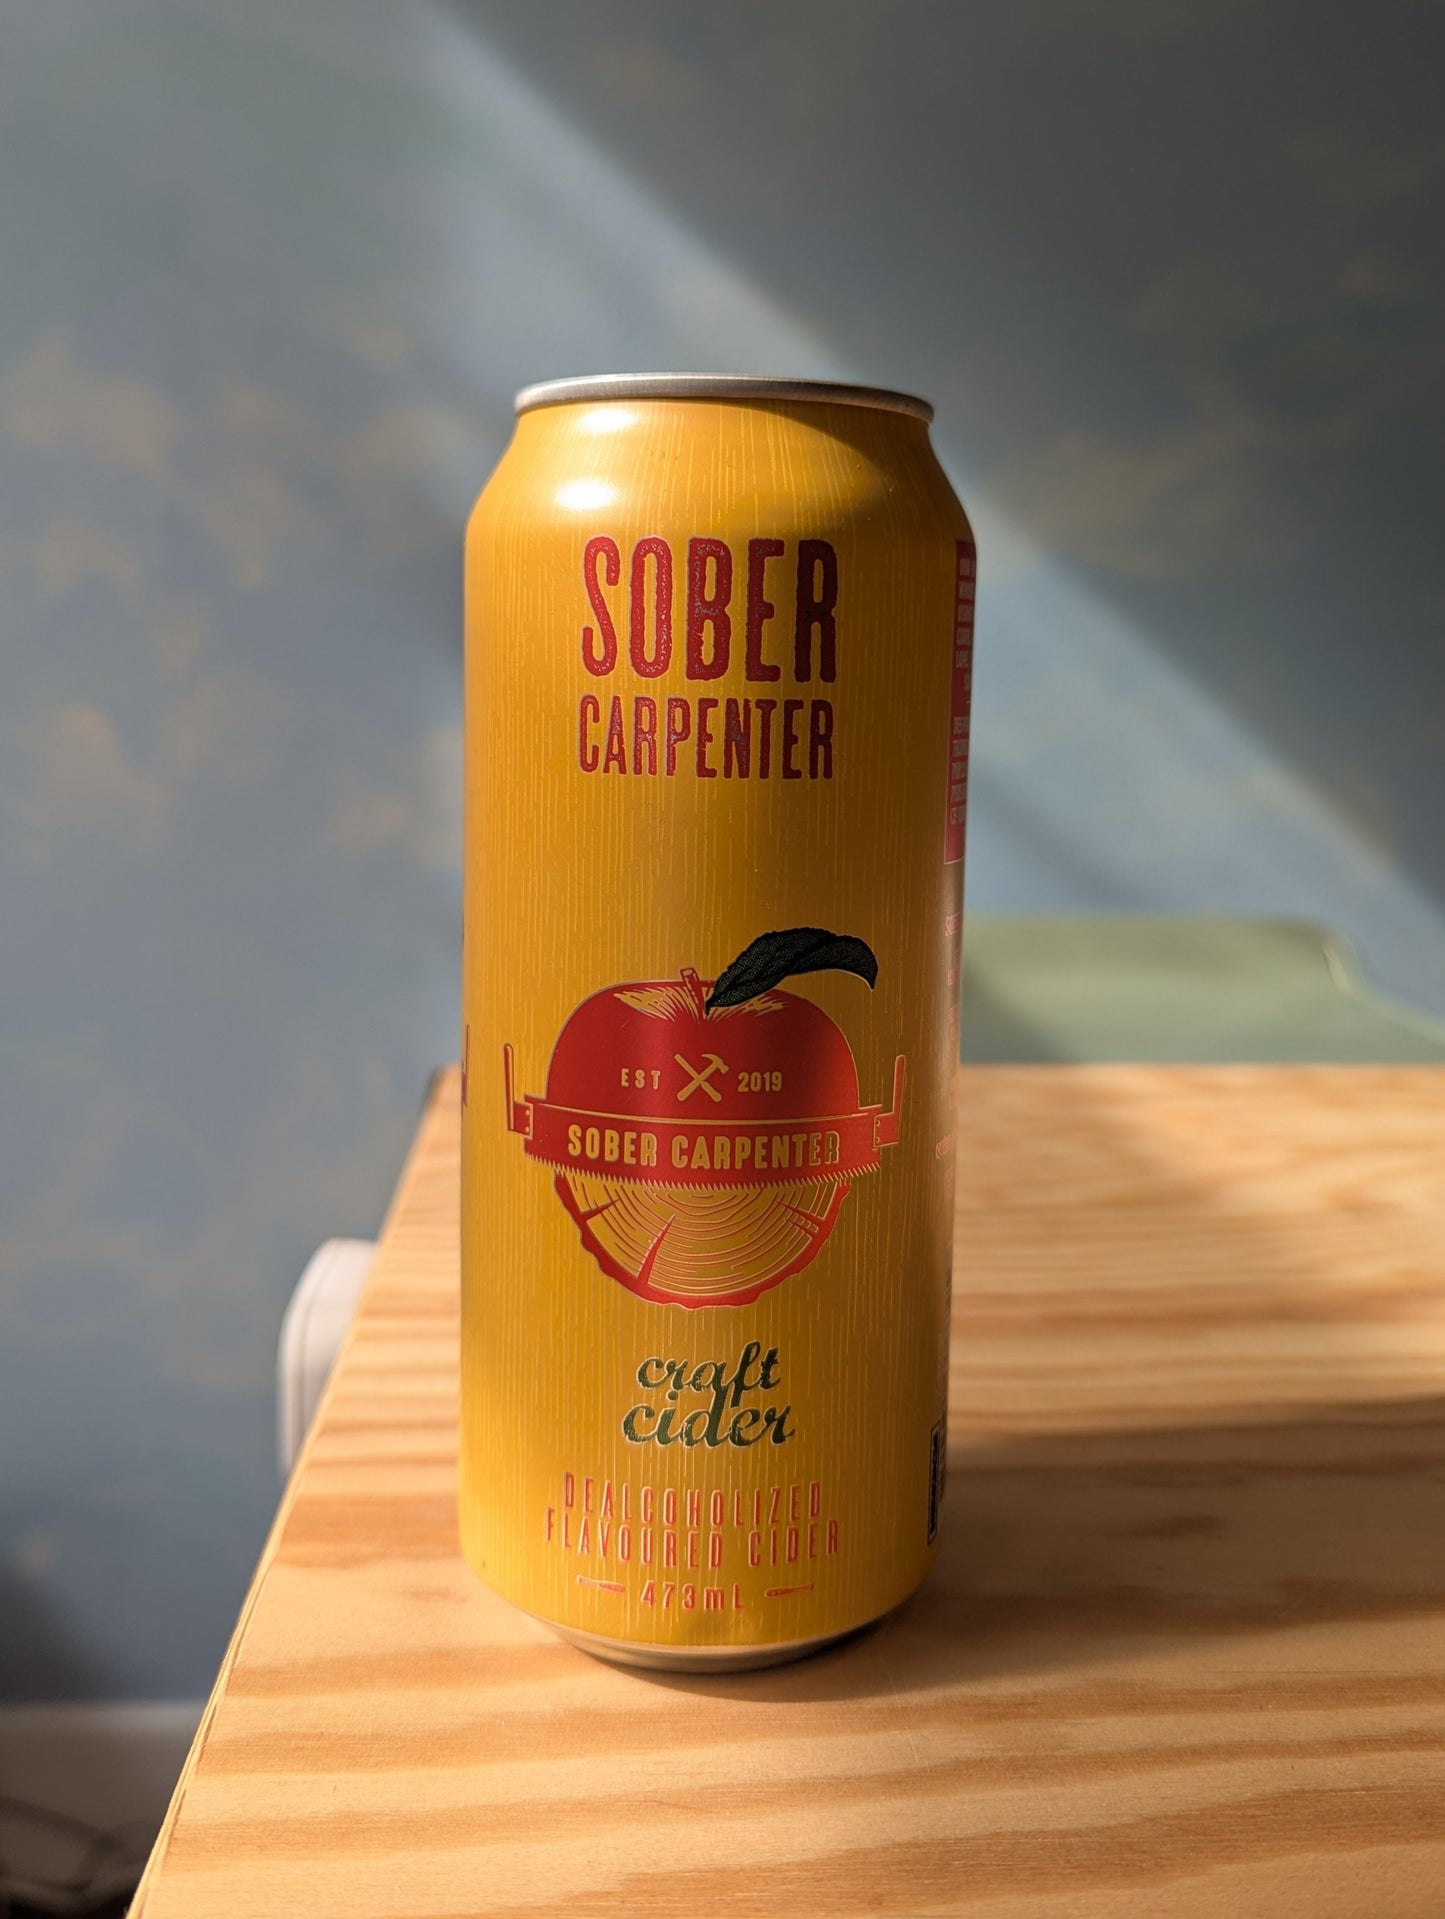 SOBER
CARPENTER
EST 2019
SOBER CARPENTER
craft
cider
DEALCOHOLIZED
FLAVOURED CIDER
473mL